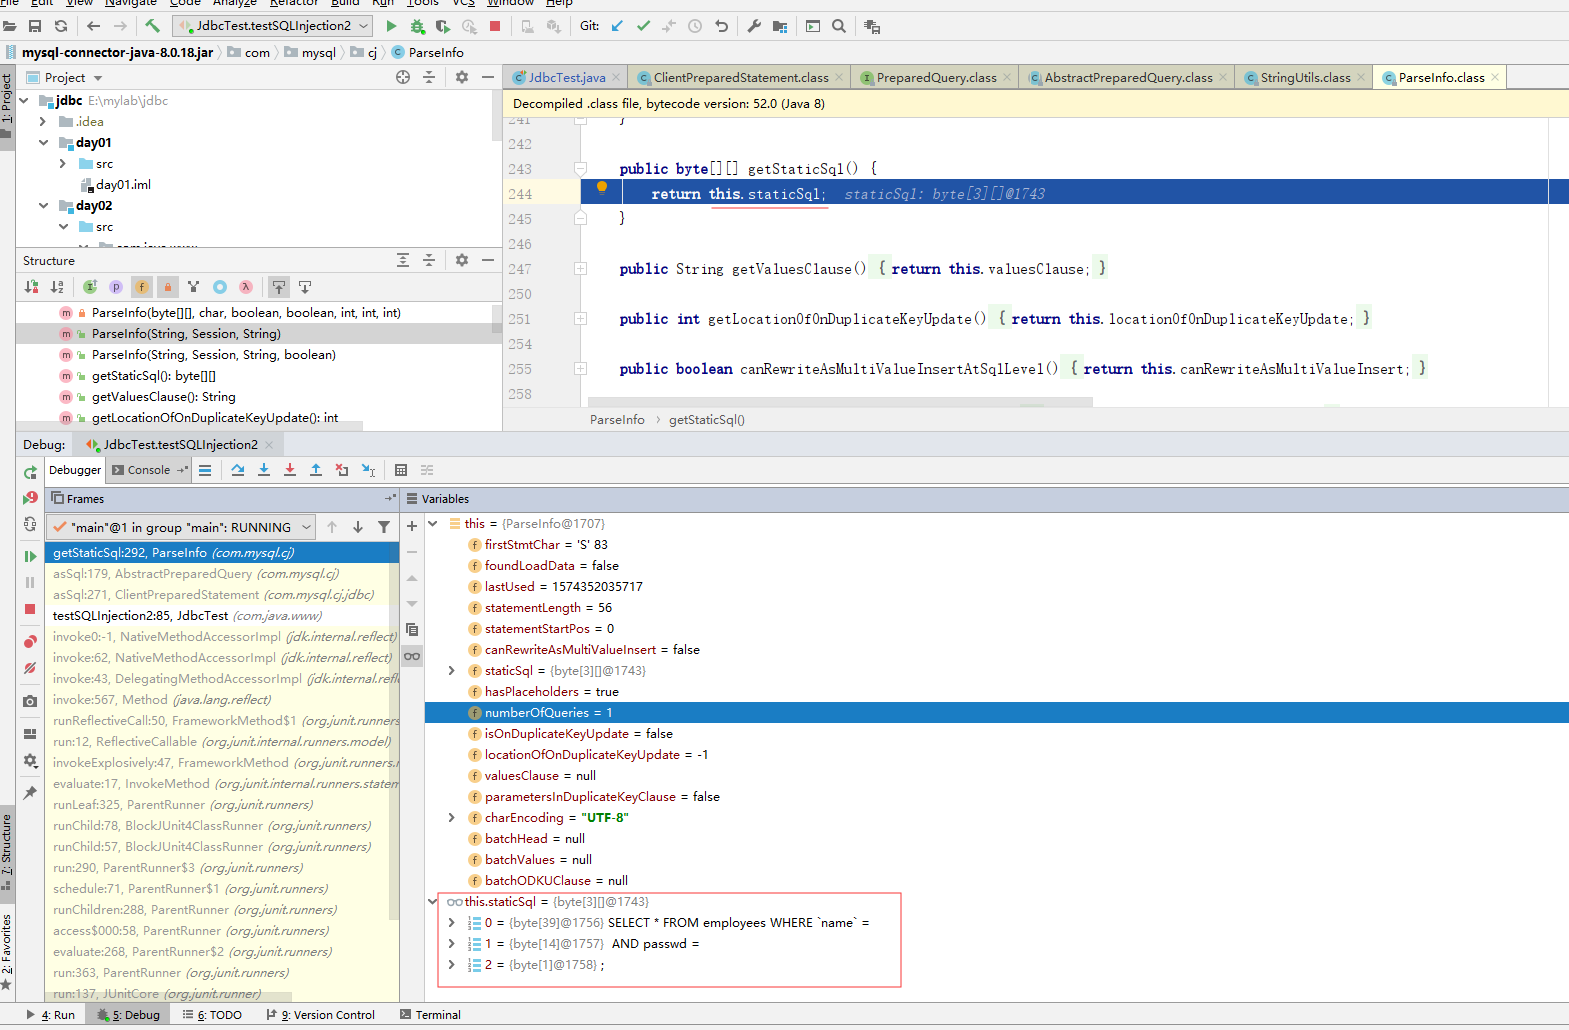 File Edit View Navigate Code Analyze Refactor Build Run Tools VCS Window Help
JdbcTest.testSQLInjection2 Git:
mysql-connector-java-8.0.18.jar com mysql cj ParseInfo
1: Project
Project
jdbc E:\mylab\jdbc
.idea
day01
src
day01.iml
day02
src
com.java.www
Structure
ParseInfo(byte[][], char, boolean, boolean, int, int, int)
ParseInfo(String, Session, String)
ParseInfo(String, Session, String, boolean)
getStaticSql(): byte[][]
getValuesClause(): String
getLocationOfOnDuplicateKeyUpdate(): int
JdbcTest.java ClientPreparedStatement.class PreparedQuery.class AbstractPreparedQuery.class StringUtils.class ParseInfo.class
Decompiled .class file, bytecode version: 52.0 (Java 8)
241 }
242
243 public byte[][] getStaticSql() {
244 return this.staticSql; staticSql: byte[3][]@1743
245 }
246
247 public String getValuesClause() { return this.valuesClause; }
250
251 public int getLocationOfOnDuplicateKeyUpdate() { return this.locationOfOnDuplicateKeyUpdate; }
254
255 public boolean canRewriteAsMultiValueInsertAtSqlLevel() { return this.canRewriteAsMultiValueInsert; }
258
ParseInfo › getStaticSql()
Debug: JdbcTest.testSQLInjection2
Debugger Console
Frames
"main"@1 in group "main": RUNNING
getStaticSql:292, ParseInfo (com.mysql.cj)
asSql:179, AbstractPreparedQuery (com.mysql.cj)
asSql:271, ClientPreparedStatement (com.mysql.cj.jdbc)
testSQLInjection2:85, JdbcTest (com.java.www)
invoke0:-1, NativeMethodAccessorImpl (jdk.internal.reflect)
invoke:62, NativeMethodAccessorImpl (jdk.internal.reflect)
invoke:43, DelegatingMethodAccessorImpl (jdk.internal.refl
invoke:567, Method (java.lang.reflect)
runReflectiveCall:50, FrameworkMethod$1 (org.junit.runners
run:12, ReflectiveCallable (org.junit.internal.runners.model)
invokeExplosively:47, FrameworkMethod (org.junit.runners.r
evaluate:17, InvokeMethod (org.junit.internal.runners.statem
runLeaf:325, ParentRunner (org.junit.runners)
runChild:78, BlockJUnit4ClassRunner (org.junit.runners)
runChild:57, BlockJUnit4ClassRunner (org.junit.runners)
run:290, ParentRunner$3 (org.junit.runners)
schedule:71, ParentRunner$1 (org.junit.runners)
runChildren:288, ParentRunner (org.junit.runners)
access$000:58, ParentRunner (org.junit.runners)
evaluate:268, ParentRunner$2 (org.junit.runners)
run:363, ParentRunner (org.junit.runners)
run:137, JUnitCore (org.junit.runner)
Variables
this = {ParseInfo@1707}
firstStmtChar = 'S' 83
foundLoadData = false
lastUsed = 1574352035717
statementLength = 56
statementStartPos = 0
canRewriteAsMultiValueInsert = false
staticSql = {byte[3][]@1743}
hasPlaceholders = true
numberOfQueries = 1
isOnDuplicateKeyUpdate = false
locationOfOnDuplicateKeyUpdate = -1
valuesClause = null
parametersInDuplicateKeyClause = false
charEncoding = "UTF-8"
batchHead = null
batchValues = null
batchODKUClause = null
this.staticSql = {byte[3][]@1743}
0 = {byte[39]@1756} SELECT * FROM employees WHERE `name` =
1 = {byte[14]@1757} AND passwd =
2 = {byte[1]@1758} ;
7: Structure
2: Favorites
4: Run 5: Debug 6: TODO 9: Version Control Terminal